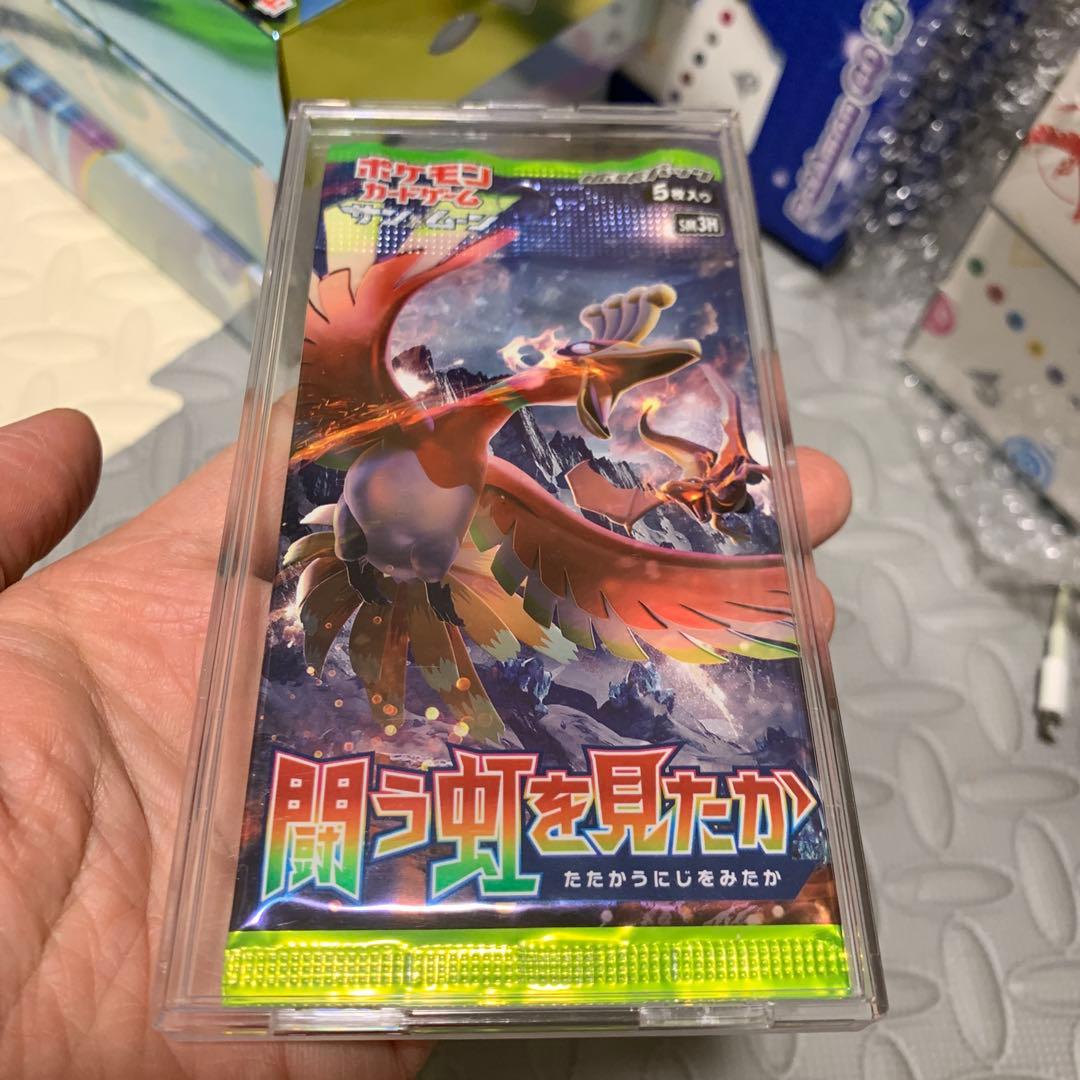 ポケモン
カードゲーム
サン&ムーン
拡張パック
5枚入り
SM3H
闘う虹を見たか
たたかうにじをみたか